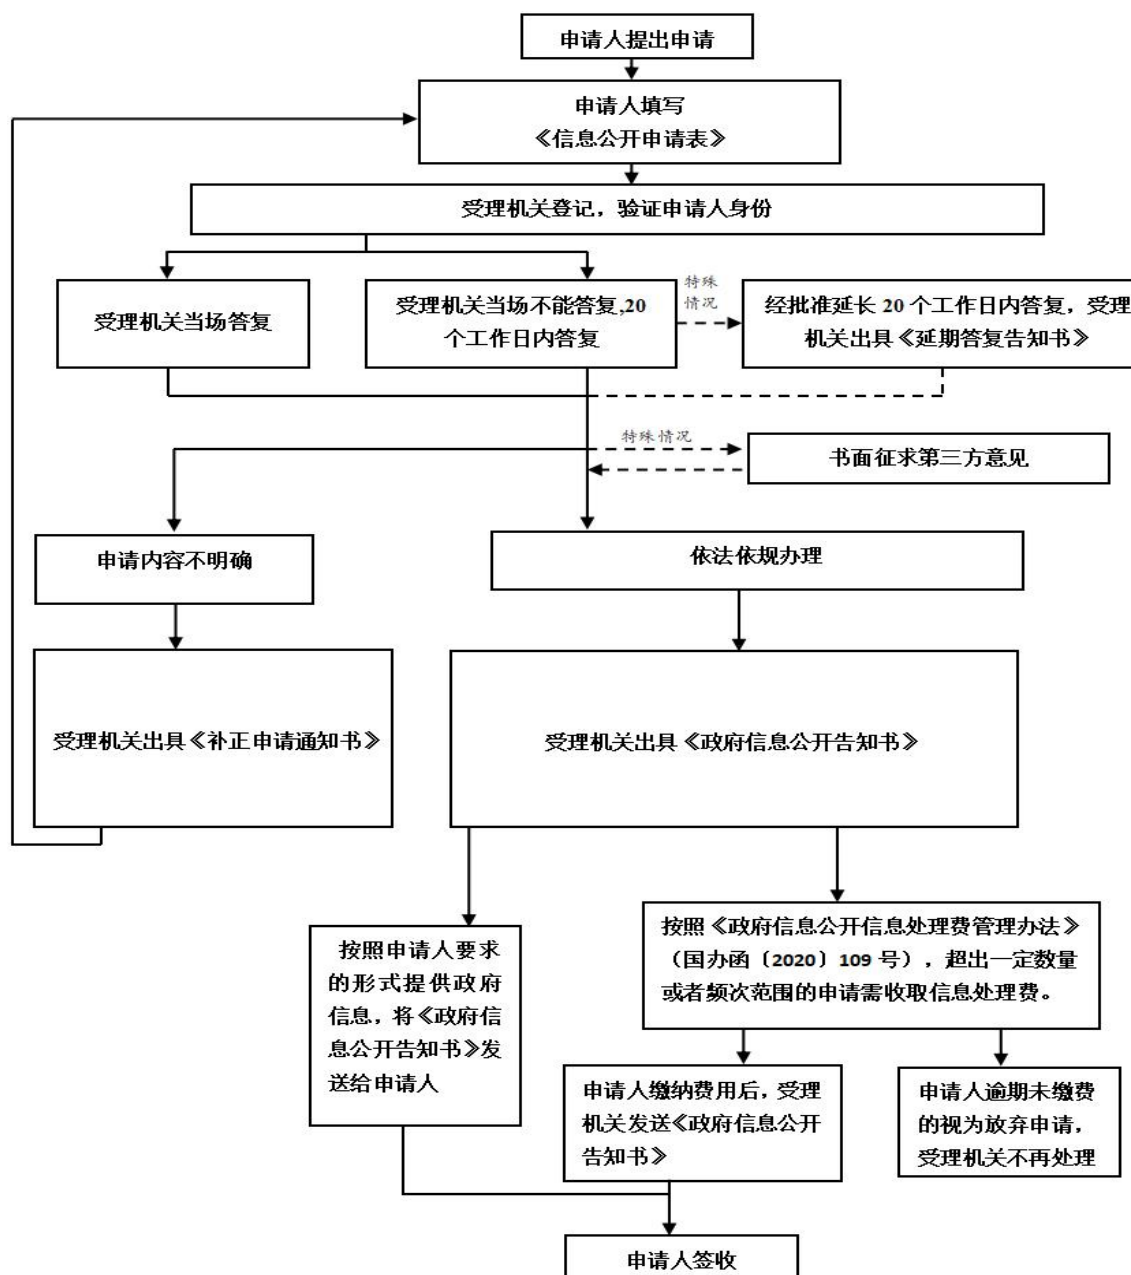 申请人提出申请
申请人填写
《信息公开申请表》
受理机关登记，验证申请人身份
受理机关当场答复
受理机关当场不能答复,20
个工作日内答复
特殊
情况
经批准延长 20 个工作日内答复，受理
机关出具《延期答复告知书》
特殊情况
书面征求第三方意见
申请内容不明确
依法依规办理
受理机关出具《补正申请通知书》
受理机关出具《政府信息公开告知书》
按照申请人要求
的形式提供政府
信息，将《政府信
息公开告知书》发
送给申请人
按照《政府信息公开信息处理费管理办法》
（国办函〔2020〕109 号），超出一定数量
或者频次范围的申请需收取信息处理费。
申请人缴纳费用后，受理
机关发送《政府信息公开
告知书》
申请人逾期未缴费
的视为放弃申请，
受理机关不再处理
申请人签收